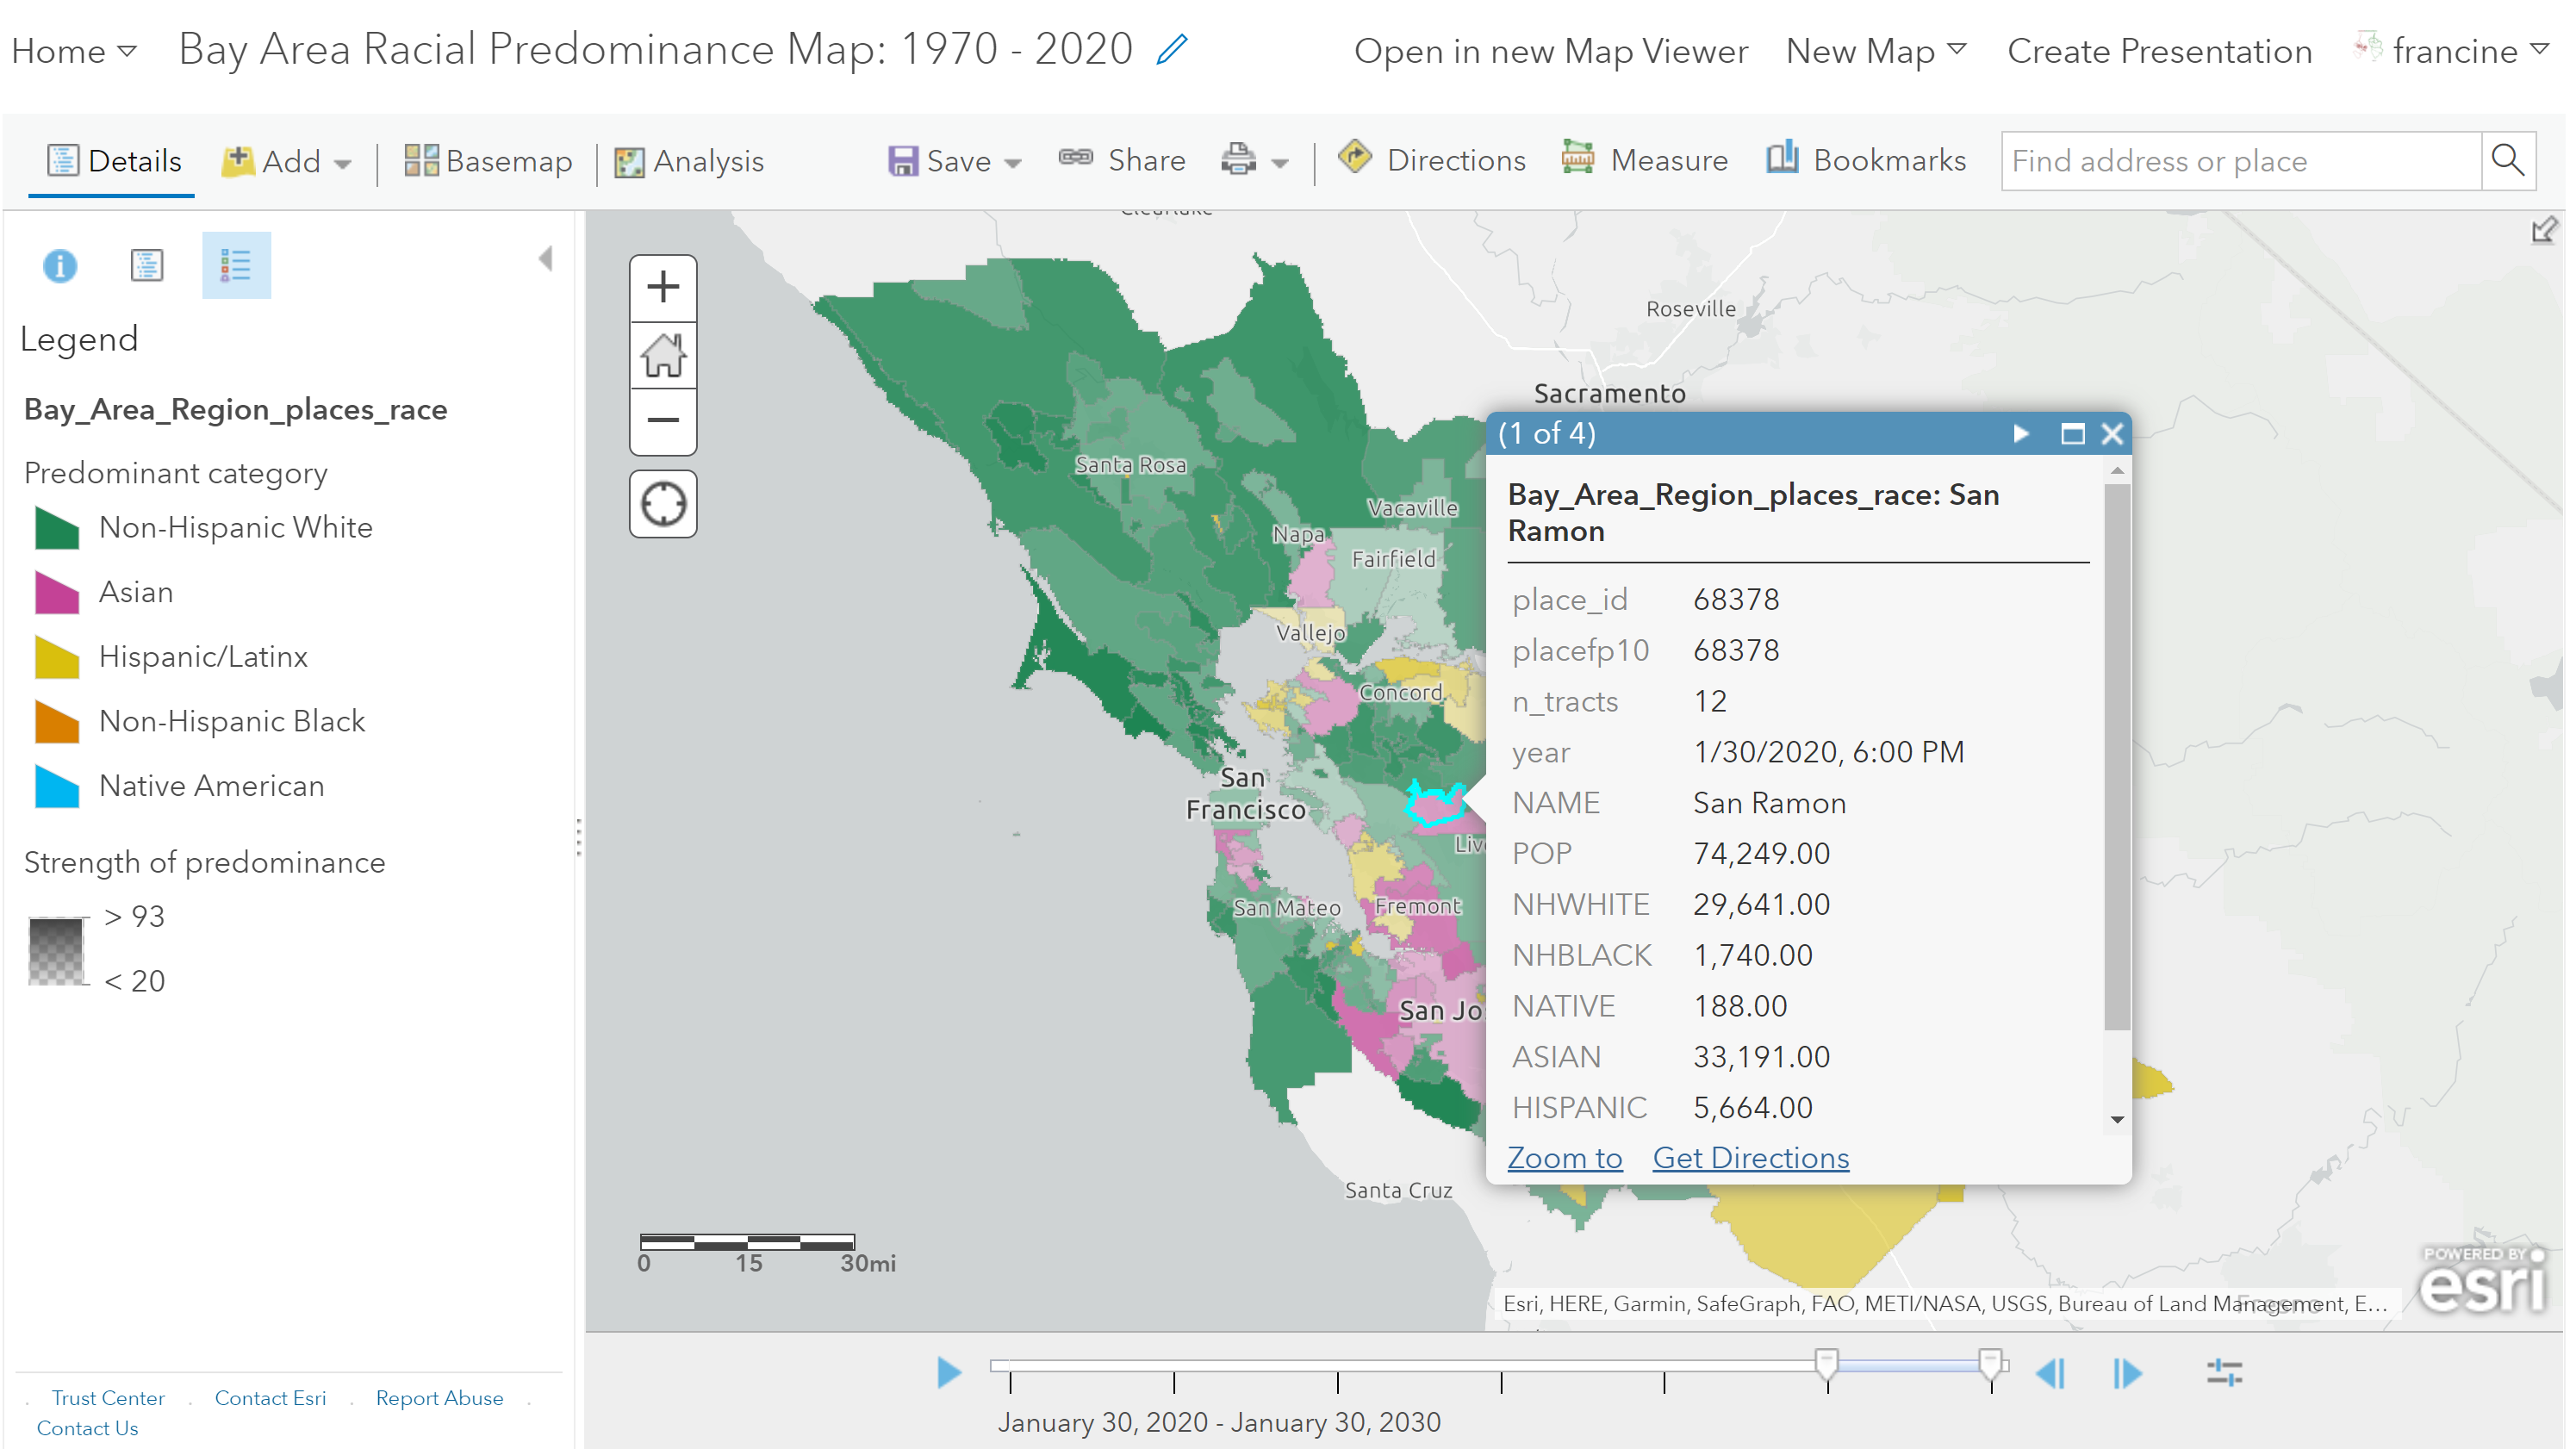 Home
Bay Area Racial Predominance Map: 1970 - 2020
Open in new Map Viewer
New Map
Create Presentation
francine
Details
Add
Basemap
Analysis
Save
Share
Directions
Measure
Bookmarks
Find address or place
Legend
Bay_Area_Region_places_race
Predominant category
Non-Hispanic White
Asian
Hispanic/Latinx
Non-Hispanic Black
Native American
Strength of predominance
> 93
< 20
Trust Center
Contact Esri
Report Abuse
Contact Us
Clearlake
Roseville
Sacramento
Santa Rosa
Vacaville
Napa
Fairfield
Vallejo
Concord
San
Francisco
Liv
San Mateo
Fremont
San Jo
Santa Cruz
(1 of 4)
Bay_Area_Region_places_race: San
Ramon
place_id 68378
placefp10 68378
n_tracts 12
year 1/30/2020, 6:00 PM
NAME San Ramon
POP 74,249.00
NHWHITE 29,641.00
NHBLACK 1,740.00
NATIVE 188.00
ASIAN 33,191.00
HISPANIC 5,664.00
Zoom to Get Directions
0 15 30mi
POWERED BY
esri
Esri, HERE, Garmin, SafeGraph, FAO, METI/NASA, USGS, Bureau of Land Management, E...
Fresno
January 30, 2020 - January 30, 2030